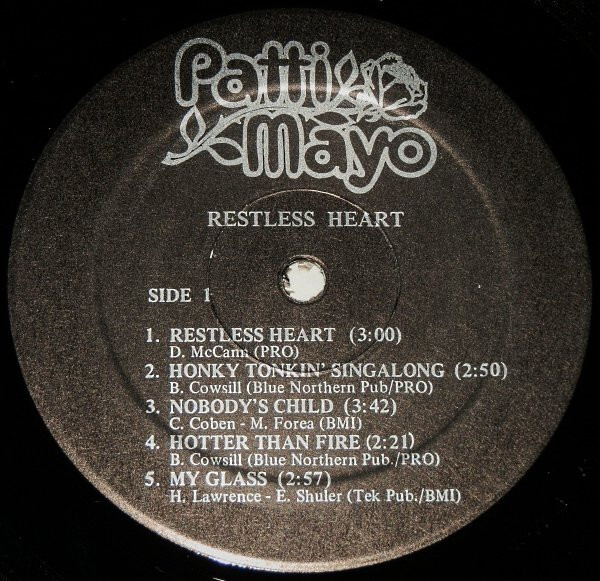 Patti
Mayo
RESTLESS HEART
SIDE 1
1. RESTLESS HEART (3:00)
D. McCann (PRO)
2. HONKY TONKIN' SINGALONG (2:50)
B. Cowsill (Blue Northern Pub/PRO)
3. NOBODY'S CHILD (3:42)
C. Coben - M. Forea (BMI)
4. HOTTER THAN FIRE (2:21)
B. Cowsill (Blue Northern Pub./PRO)
5. MY GLASS (2:57)
H. Lawrence - E. Shuler (Tek Pub./BMI)